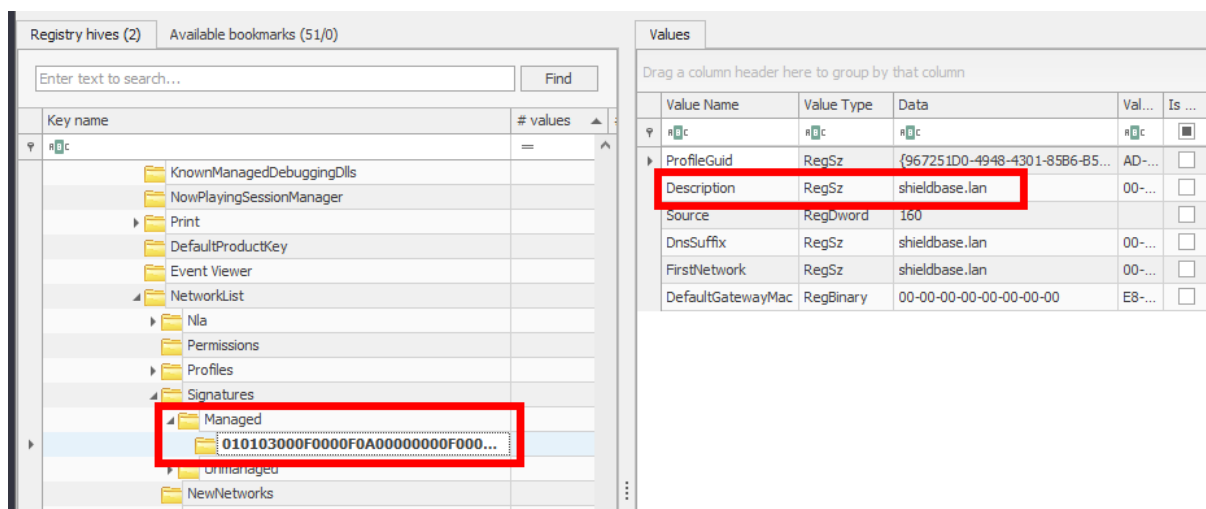 Registry hives (2) Available bookmarks (51/0)
Enter text to search... Find
Key name # values
=
KnownManagedDebuggingDlls
NowPlayingSessionManager
Print
DefaultProductKey
Event Viewer
NetworkList
Nla
Permissions
Profiles
Signatures
Managed
010103000F0000F0A00000000F000...
Unmanaged
NewNetworks
Values
Drag a column header here to group by that column
Value Name Value Type Data Val... Is ...
ProfileGuid RegSz {967251D0-4948-4301-85B6-B5... AD-...
Description RegSz shieldbase.lan 00-...
Source RegDword 160
DnsSuffix RegSz shieldbase.lan 00-...
FirstNetwork RegSz shieldbase.lan 00-...
DefaultGatewayMac RegBinary 00-00-00-00-00-00-00-00 E8-...